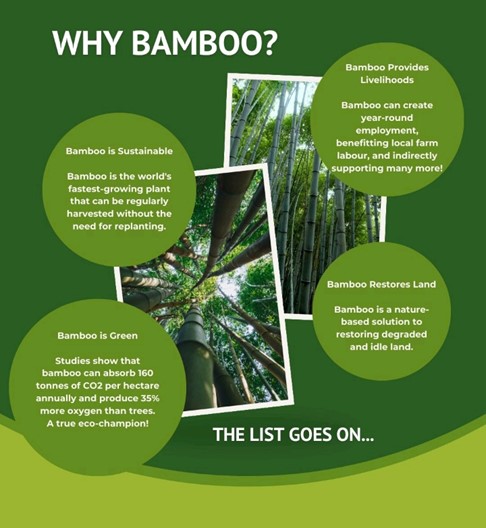 WHY BAMBOO?
Bamboo Provides
Livelihoods
Bamboo can create
year-round
employment,
benefitting local farm
labour, and indirectly
supporting many more!
Bamboo is Sustainable
Bamboo is the world's
fastest-growing plant
that can be regularly
harvested without the
need for replanting.
Bamboo Restores Land
Bamboo is a nature-
based solution to
restoring degraded
and idle land.
Bamboo is Green
Studies show that
bamboo can absorb 160
tonnes of CO2 per hectare
annually and produce 35%
more oxygen than trees.
A true eco-champion!
THE LIST GOES ON...